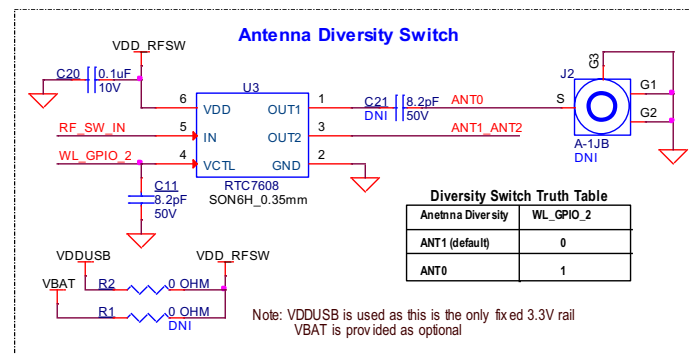 Antenna Diversity Switch
VDD_RFSW
C20 0.1uF
10V
U3
6 VDD OUT1 1
5 IN OUT2 3
4 VCTL GND 2
RTC7608
SON6H_0.35mm
RF_SW_IN
WL_GPIO_2
C11
8.2pF
50V
C21 8.2pF
DNI 50V
ANT0
ANT1_ANT2
J2
G3
S
G1
G2
A-1JB
DNI
Diversity Switch Truth Table
Anetnna Diversity WL_GPIO_2
ANT1 (default) 0
ANT0 1
VDDUSB VDD_RFSW
VBAT
R2 0 OHM
R1 0 OHM
DNI
Note: VDDUSB is used as this is the only fixed 3.3V rail
VBAT is provided as optional